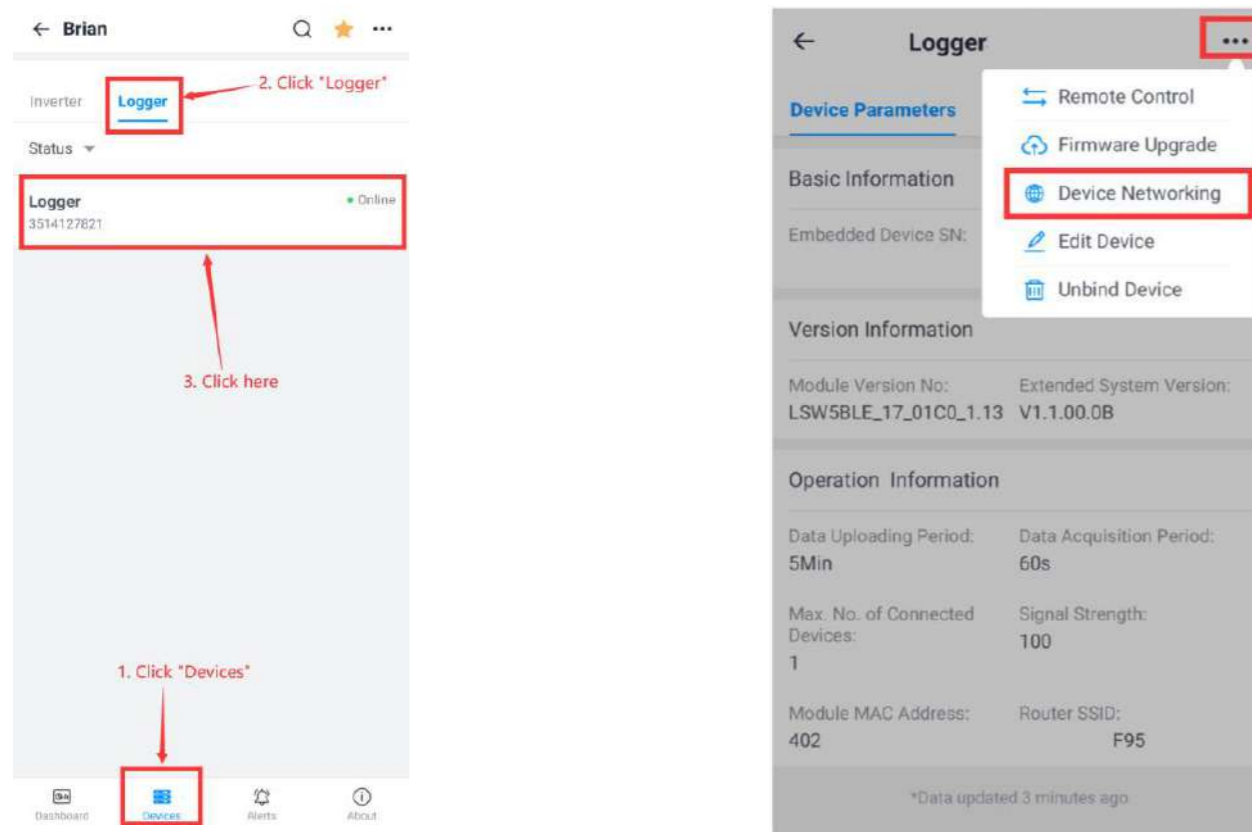 Brian
2. Click "Logger"
Inverter Logger
Status
Logger
Online
3514127821
3. Click here
1. Click "Devices"
Dashboard Devices Alerts About
Logger
Device Parameters
Remote Control
Firmware Upgrade
Device Networking
Edit Device
Unbind Device
Basic Information
Embedded Device SN:
Version Information
Module Version No: Extended System Version:
LSW5BLE_17_01C0_1.13 V1.1.00.0B
Operation Information
Data Uploading Period: Data Acquisition Period:
5Min 60s
Max. No. of Connected Devices: Signal Strength:
1 100
Module MAC Address: Router SSID:
402 F95
*Data updated 3 minutes ago